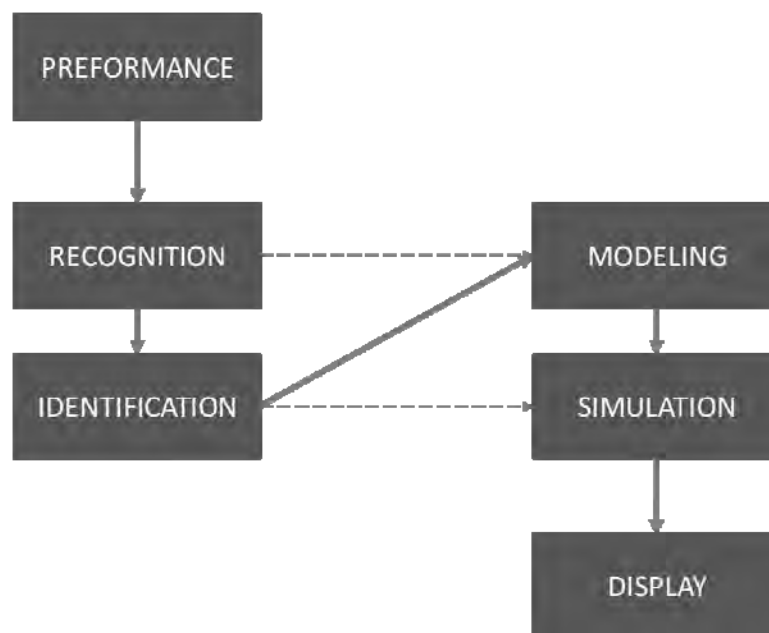 PREFORMANCE
RECOGNITION
MODELING
IDENTIFICATION
SIMULATION
DISPLAY